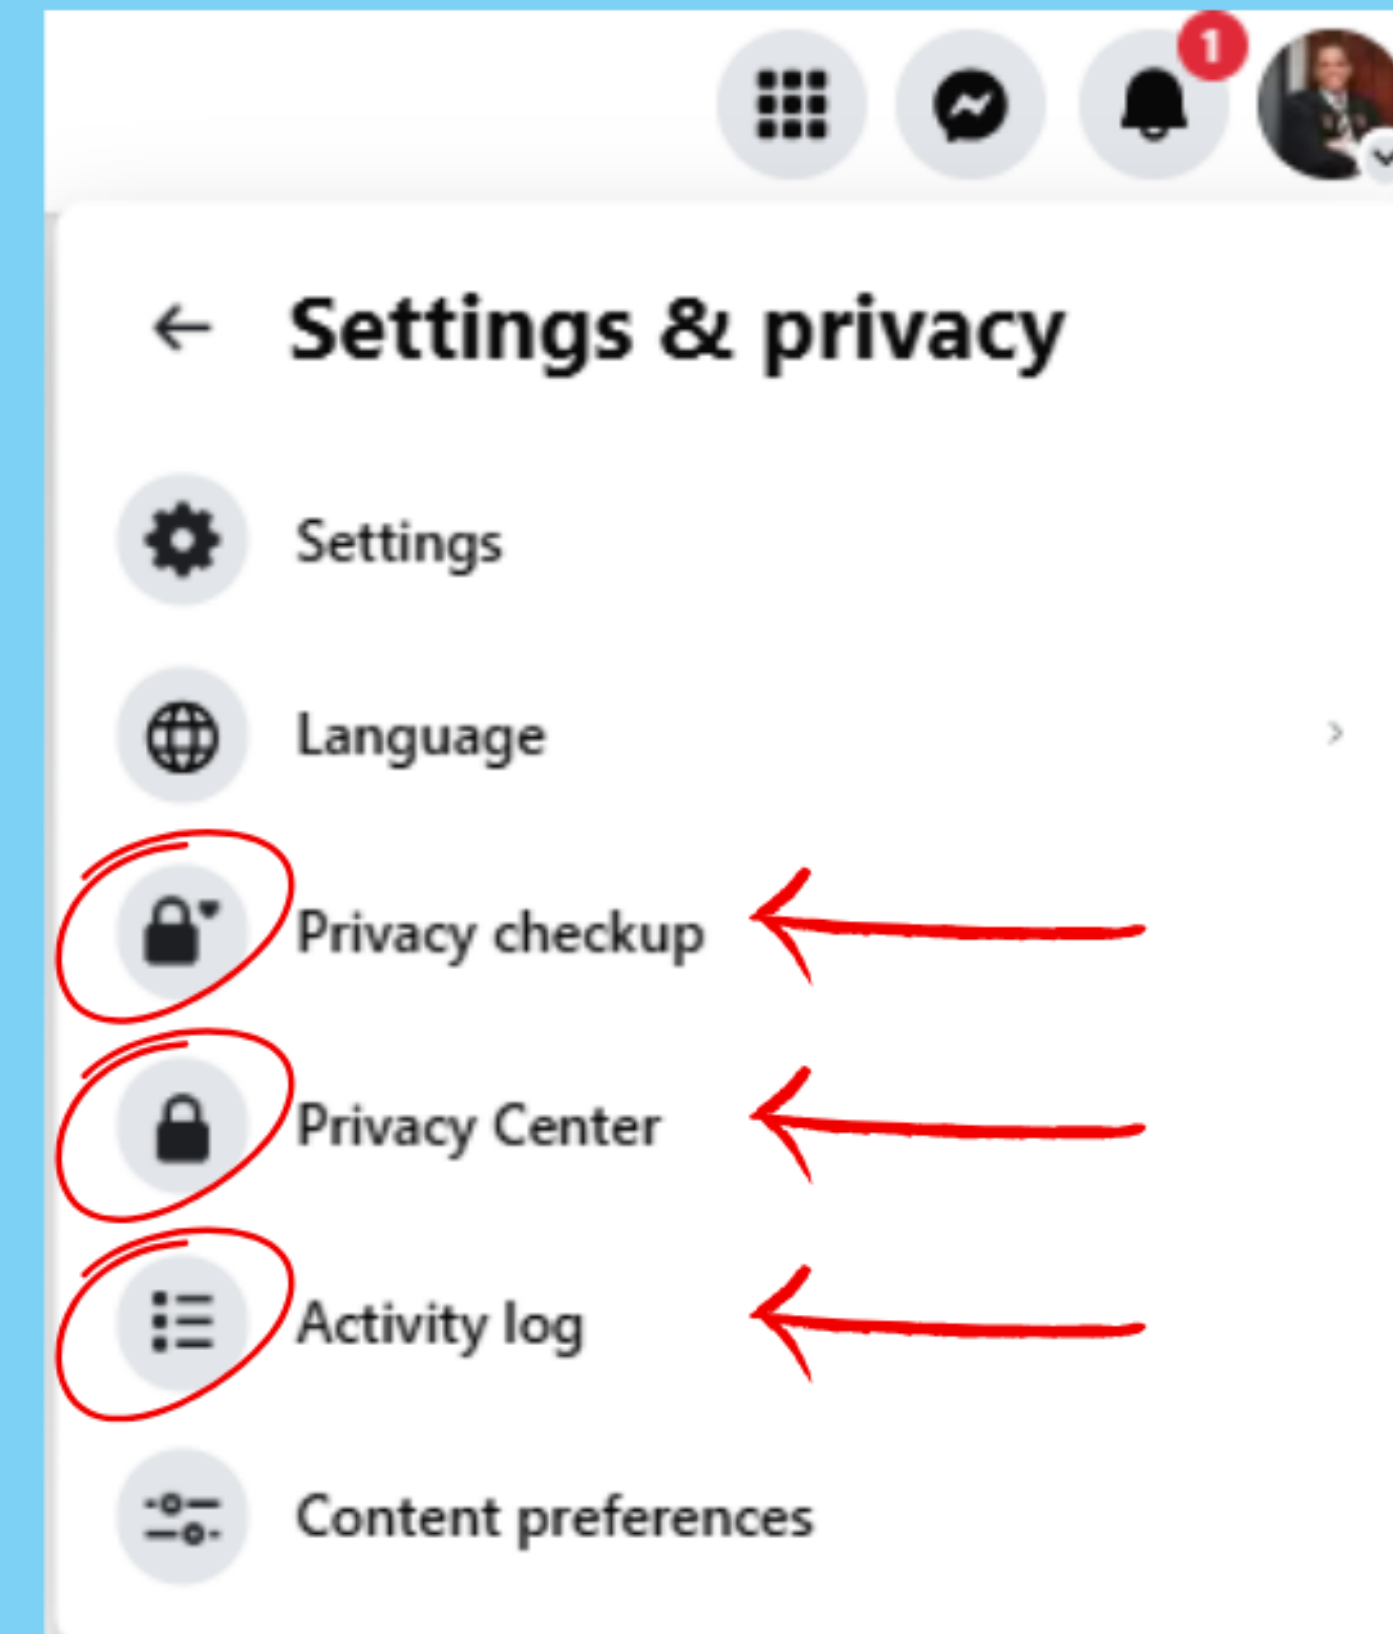 1
Settings & privacy
Settings
Language
Privacy checkup
Privacy Center
Activity log
Content preferences